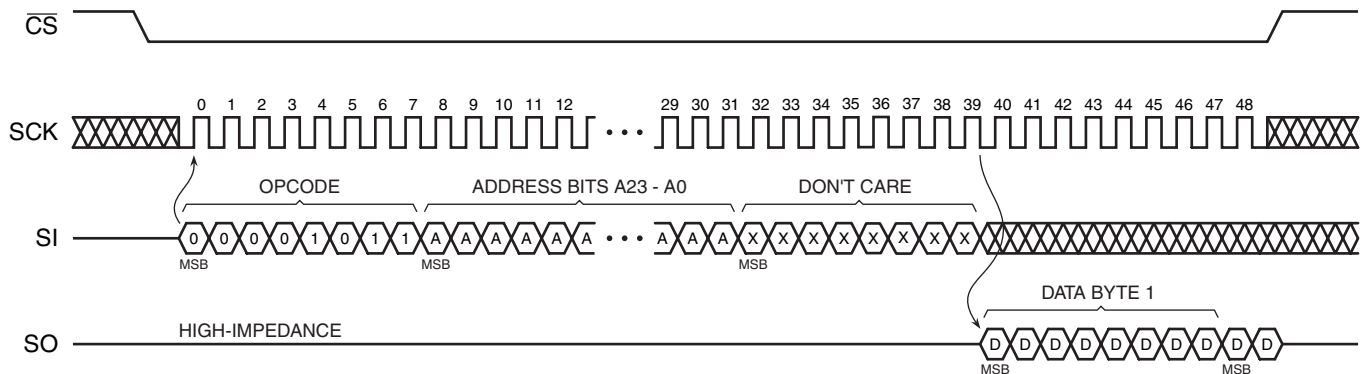 CS
0 1 2 3 4 5 6 7 8 9 10 11 12 29 30 31 32 33 34 35 36 37 38 39 40 41 42 43 44 45 46 47 48
SCK
OPCODE ADDRESS BITS A23 - A0 DON'T CARE
SI 0 0 0 0 1 0 1 1 A A A A A A A A A X X X X X X X X
MSB MSB MSB
DATA BYTE 1
HIGH-IMPEDANCE
SO D D D D D D D D D D
MSB MSB